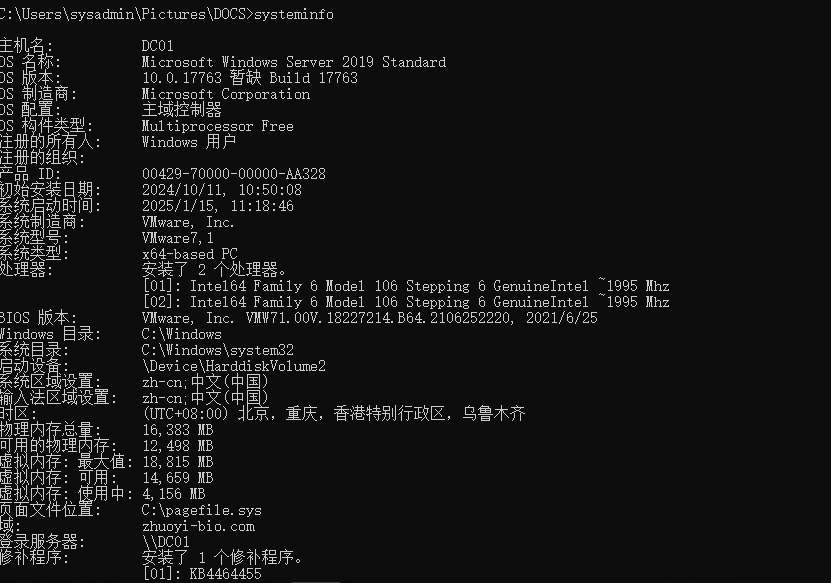 C:\Users\sysadmin\Pictures\DOCS>systeminfo
主机名: DC01
OS 名称: Microsoft Windows Server 2019 Standard
OS 版本: 10.0.17763 暂缺 Build 17763
OS 制造商: Microsoft Corporation
OS 配置: 主域控制器
OS 构件类型: Multiprocessor Free
注册的所有人: Windows 用户
注册的组织:
产品 ID: 00429-70000-00000-AA328
初始安装日期: 2024/10/11, 10:50:08
系统启动时间: 2025/1/15, 11:18:46
系统制造商: VMware, Inc.
系统型号: VMware7,1
系统类型: x64-based PC
处理器: 安装了 2 个处理器。
[01]: Intel64 Family 6 Model 106 Stepping 6 GenuineIntel ~1995 Mhz
[02]: Intel64 Family 6 Model 106 Stepping 6 GenuineIntel ~1995 Mhz
BIOS 版本: VMware, Inc. VMW71.00V.18227214.B64.2106252220, 2021/6/25
Windows 目录: C:\Windows
系统目录: C:\Windows\system32
启动设备: \Device\HarddiskVolume2
系统区域设置: zh-cn;中文(中国)
输入法区域设置: zh-cn;中文(中国)
时区: (UTC+08:00) 北京，重庆，香港特别行政区，乌鲁木齐
物理内存总量: 16,383 MB
可用的物理内存: 12,498 MB
虚拟内存: 最大值: 18,815 MB
虚拟内存: 可用: 14,659 MB
虚拟内存: 使用中: 4,156 MB
页面文件位置: C:\pagefile.sys
域: zhuoyi-bio.com
登录服务器: \\DC01
修补程序: 安装了 1 个修补程序。
[01]: KB4464455